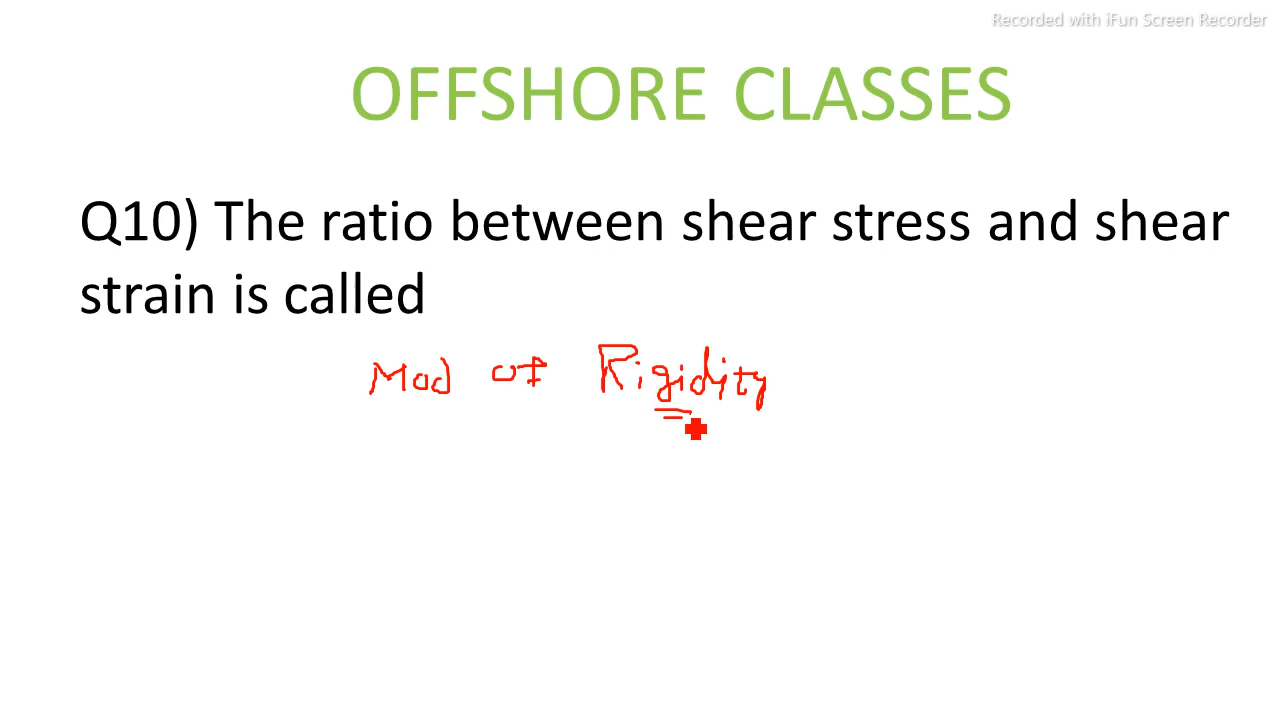 Recorded with iFun Screen Recorder
OFFSHORE CLASSES
Q10) The ratio between shear stress and shear
strain is called
Mod of Rigidity